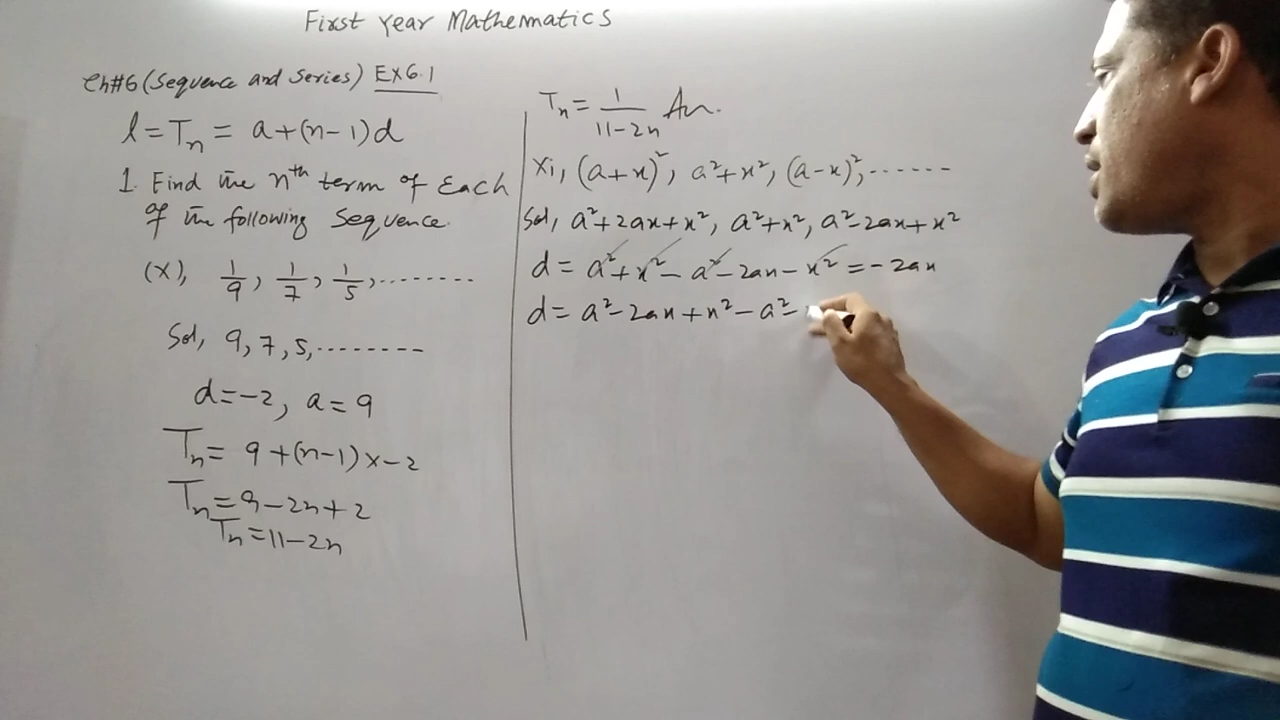 First Year Mathematics
Ch#6 (Sequence and Series) EX 6.1
l = Tₙ = a+(n-1)d
1. Find the nᵗʰ term of Each
of the following Sequence.
(X), 1/9, 1/7, 1/5, ........
Sol, 9, 7, 5, ........
d=-2, a=9
Tₙ = 9+(n-1)x-2
Tₙ = 9-2n+2
Tₙ = 11-2n
Tₙ = 1/(11-2n) An.
Xi, (a+x)², a²+x², (a-x)², ......
Sol, a²+2ax+x², a²+x², a²-2ax+x²
d = a²+x²-a²-2ax-x² = -2ax
d = a²-2ax+x²-a²-